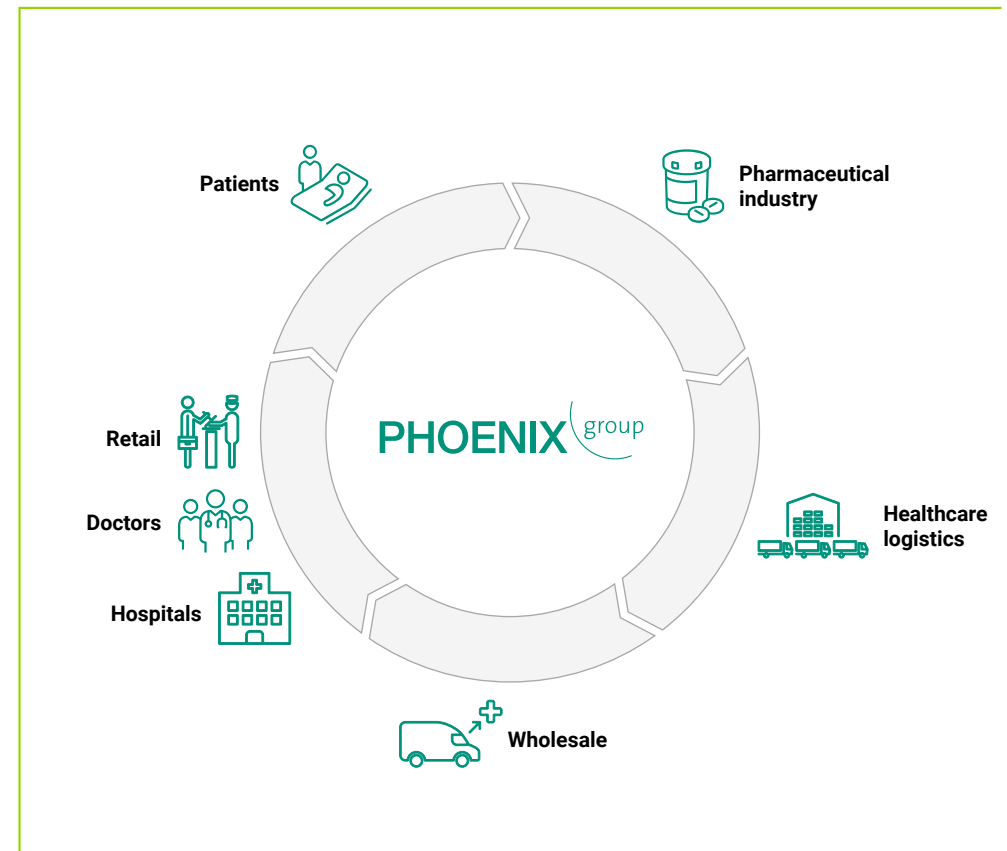 Patients
Pharmaceutical
industry
Retail
PHOENIX group
Doctors
Healthcare
logistics
Hospitals
Wholesale